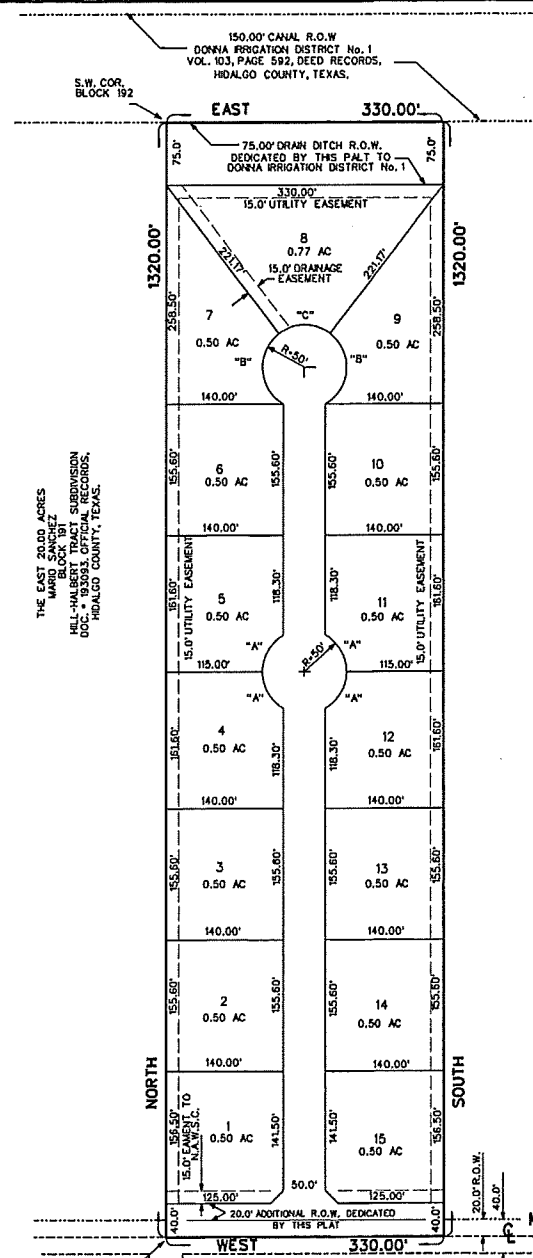 150.00' CANAL R.O.W
DONNA IRRIGATION DISTRICT No. 1
VOL. 103, PAGE 592, DEED RECORDS,
HIDALGO COUNTY, TEXAS.
S.W. COR.
BLOCK 192
EAST 330.00'
75.0'
75.00' DRAIN DITCH R.O.W.
DEDICATED BY THIS PALT TO
DONNA IRRIGATION DISTRICT No. 1
75.0'
330.00'
15.0' UTILITY EASEMENT
8
0.77 AC
15.0' DRAINAGE
EASEMENT
221.17'
221.17'
1320.00'
1320.00'
258.50'
258.50'
7
0.50 AC
"C"
9
0.50 AC
"B"
R=50'
"B"
140.00'
140.00'
155.60'
6
0.50 AC
155.60'
155.60'
10
0.50 AC
155.60'
140.00'
140.00'
THE EAST 20.00 ACRES
MARIO SANCHEZ
BLOCK 191
HILL-HALBERT TRACT SUBDIVISION
DOC. # 193093, OFFICIAL RECORDS,
HIDALGO COUNTY, TEXAS.
161.60'
15.0' UTILITY EASEMENT
5
0.50 AC
118.30'
118.30'
11
0.50 AC
15.0' UTILITY EASEMENT
161.60'
115.00'
"A"
R=50'
"A"
115.00'
"A"
"A"
161.60'
4
0.50 AC
118.30'
118.30'
12
0.50 AC
161.60'
140.00'
140.00'
155.60'
3
0.50 AC
155.60'
155.60'
13
0.50 AC
155.60'
140.00'
140.00'
155.60'
2
0.50 AC
155.60'
155.60'
14
0.50 AC
155.60'
140.00'
140.00'
NORTH
SOUTH
156.50'
15.0' EAMENT TO
N.A.W.S.C.
1
0.50 AC
141.50'
141.50'
15
0.50 AC
156.50'
50.0'
125.00'
125.00'
20.0' R.O.W.
40.0'
40.0'
20.0' ADDITIONAL R.O.W. DEDICATED
BY THIS PLAT
40.0'
WEST 330.00'